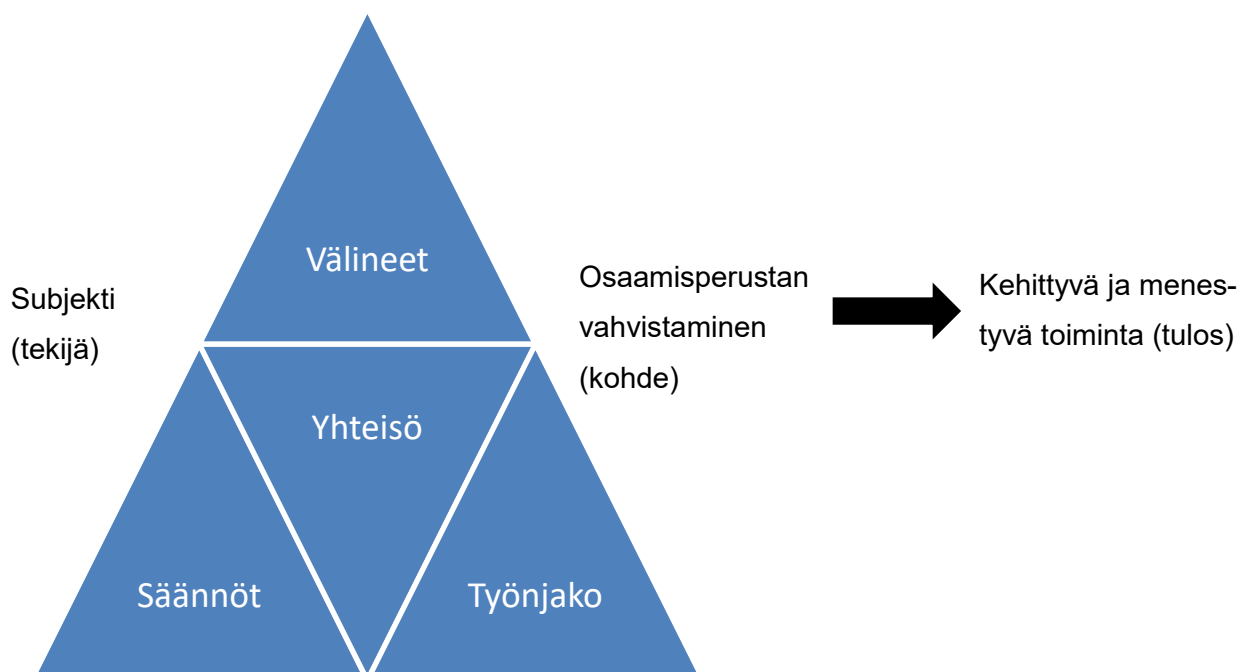 Välineet
Subjekti
(tekijä)
Osaamisperustan
vahvistaminen
(kohde)
Kehittyvä ja menes-
tyvä toiminta (tulos)
Yhteisö
Säännöt
Työnjako